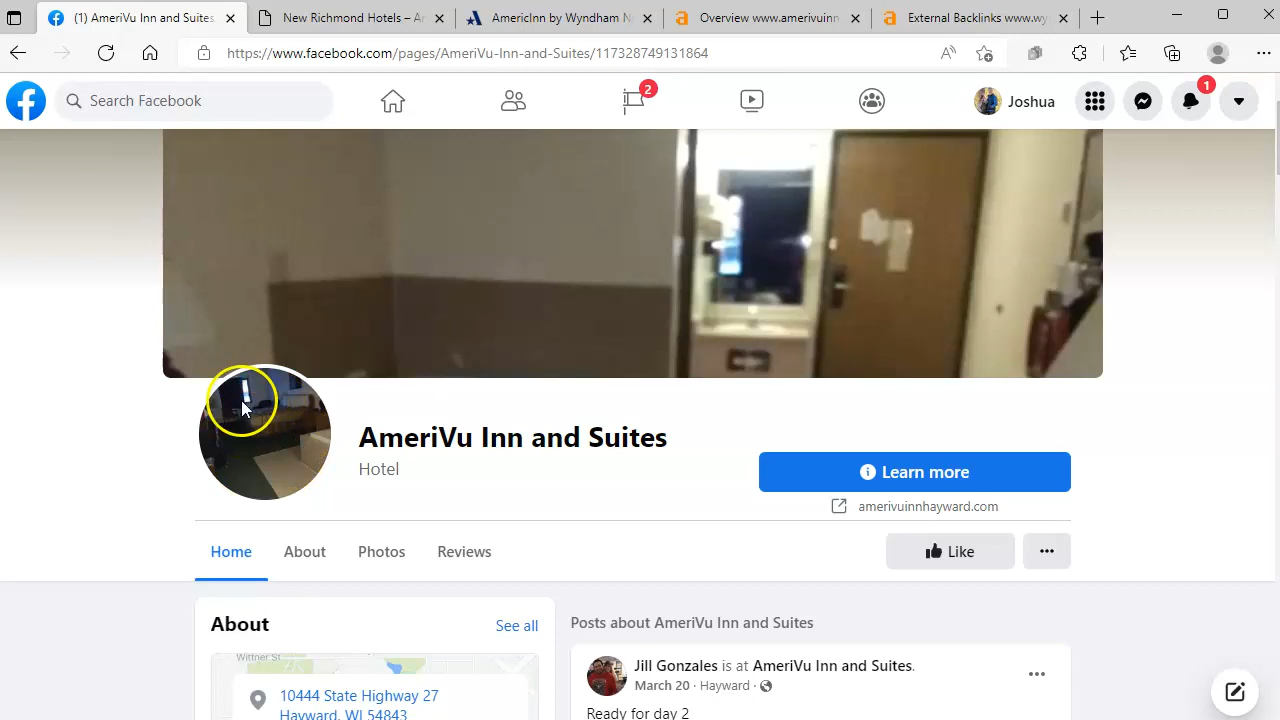 (1) AmeriVu Inn and Suites
New Richmond Hotels – Ar
AmericInn by Wyndham N
Overview: www.amerivuinn
External Backlinks www.wy
https://www.facebook.com/pages/AmeriVu-Inn-and-Suites/117328749131864
Search Facebook
2
Joshua
1
AmeriVu Inn and Suites
Hotel
Learn more
amerivuinnhayward.com
Home
About
Photos
Reviews
Like
About
See all
Posts about AmeriVu Inn and Suites
Wittner St
10444 State Highway 27
Hayward, WI 54843
Jill Gonzales is at AmeriVu Inn and Suites.
March 20 · Hayward ·
Ready for day 2